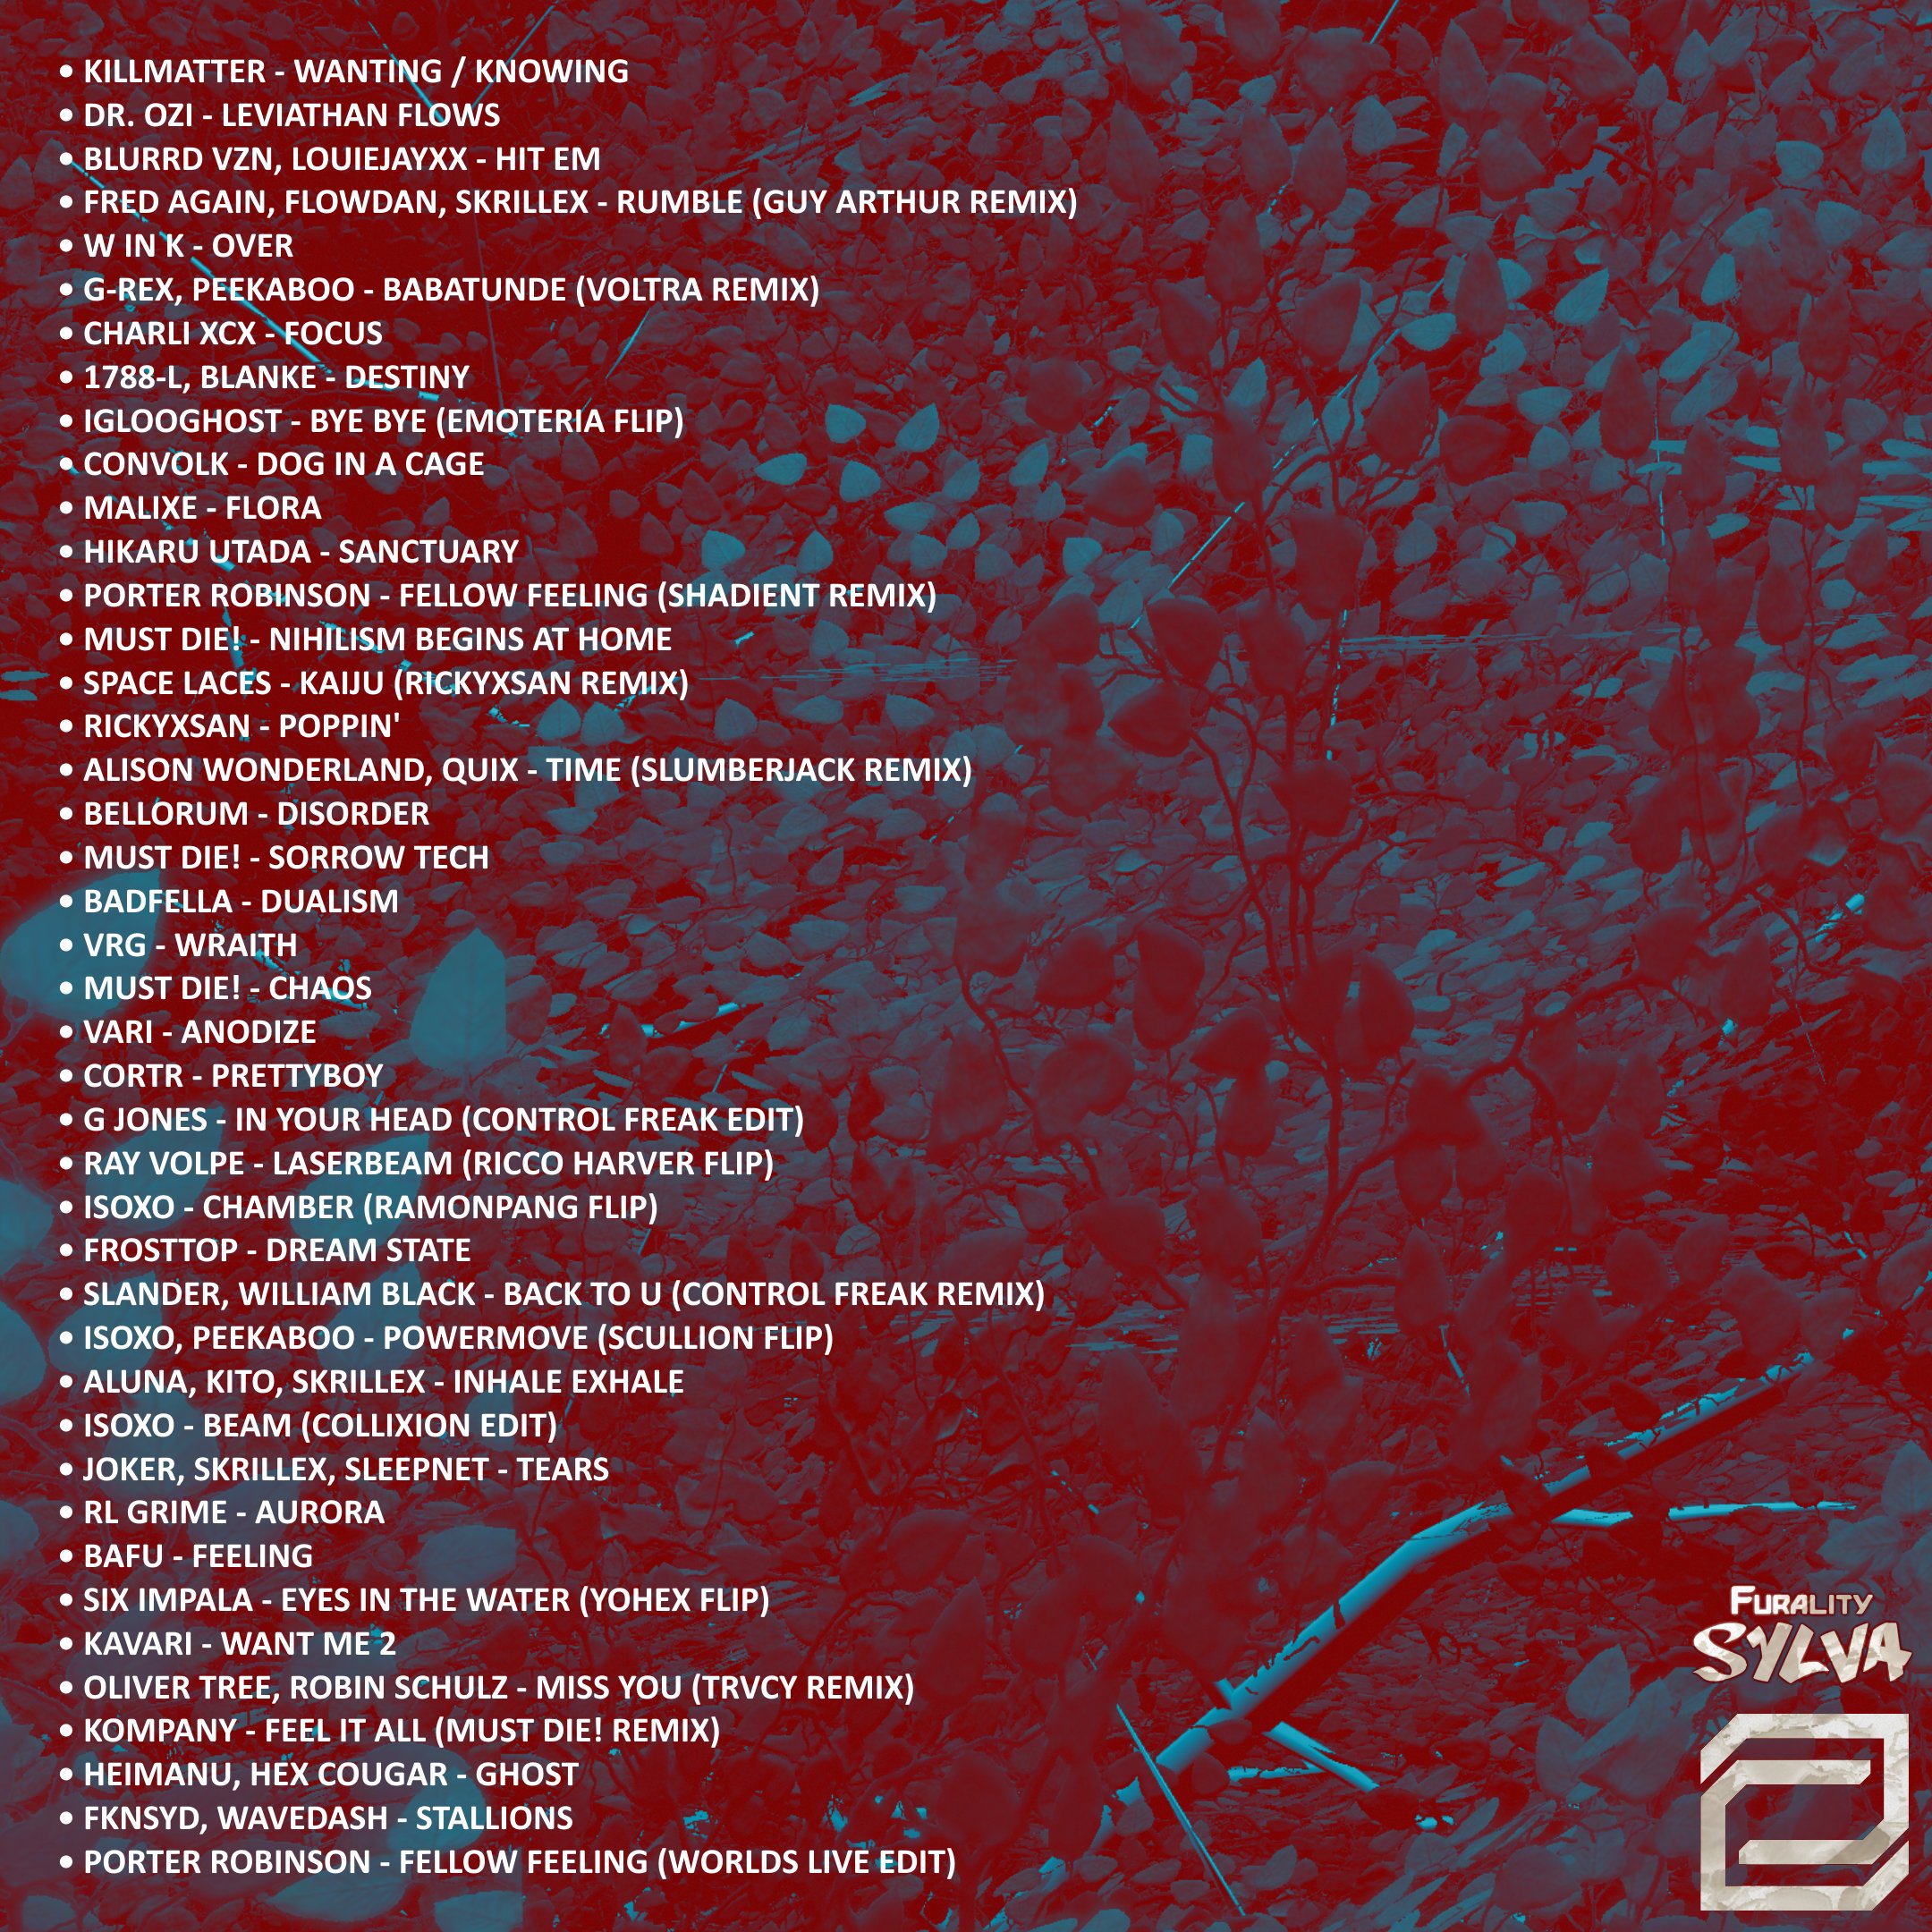 • KILLMATTER - WANTING / KNOWING
• DR. OZI - LEVIATHAN FLOWS
• BLURRD VZN, LOUIEJAYXX - HIT EM
• FRED AGAIN, FLOWDAN, SKRILLEX - RUMBLE (GUY ARTHUR REMIX)
• W IN K - OVER
• G-REX, PEEKABOO - BABATUNDE (VOLTRA REMIX)
• CHARLI XCX - FOCUS
• 1788-L, BLANKE - DESTINY
• IGLOOGHOST - BYE BYE (EMOTERIA FLIP)
• CONVOLK - DOG IN A CAGE
• MALIXE - FLORA
• HIKARU UTADA - SANCTUARY
• PORTER ROBINSON - FELLOW FEELING (SHADIENT REMIX)
• MUST DIE! - NIHILISM BEGINS AT HOME
• SPACE LACES - KAIJU (RICKYXSAN REMIX)
• RICKYXSAN - POPPIN'
• ALISON WONDERLAND, QUIX - TIME (SLUMBERJACK REMIX)
• BELLORUM - DISORDER
• MUST DIE! - SORROW TECH
• BADFELLA - DUALISM
• VRG - WRAITH
• MUST DIE! - CHAOS
• VARI - ANODIZE
• CORTR - PRETTYBOY
• G JONES - IN YOUR HEAD (CONTROL FREAK EDIT)
• RAY VOLPE - LASERBEAM (RICCO HARVER FLIP)
• ISOXO - CHAMBER (RAMONPANG FLIP)
• FROSTTOP - DREAM STATE
• SLANDER, WILLIAM BLACK - BACK TO U (CONTROL FREAK REMIX)
• ISOXO, PEEKABOO - POWERMOVE (SCULLION FLIP)
• ALUNA, KITO, SKRILLEX - INHALE EXHALE
• ISOXO - BEAM (COLLIXION EDIT)
• JOKER, SKRILLEX, SLEEPNET - TEARS
• RL GRIME - AURORA
• BAFU - FEELING
• SIX IMPALA - EYES IN THE WATER (YOHEX FLIP)
• KAVARI - WANT ME 2
• OLIVER TREE, ROBIN SCHULZ - MISS YOU (TRVCY REMIX)
• KOMPANY - FEEL IT ALL (MUST DIE! REMIX)
• HEIMANU, HEX COUGAR - GHOST
• FKNSYD, WAVEDASH - STALLIONS
• PORTER ROBINSON - FELLOW FEELING (WORLDS LIVE EDIT)
FURALITY
SYLVA